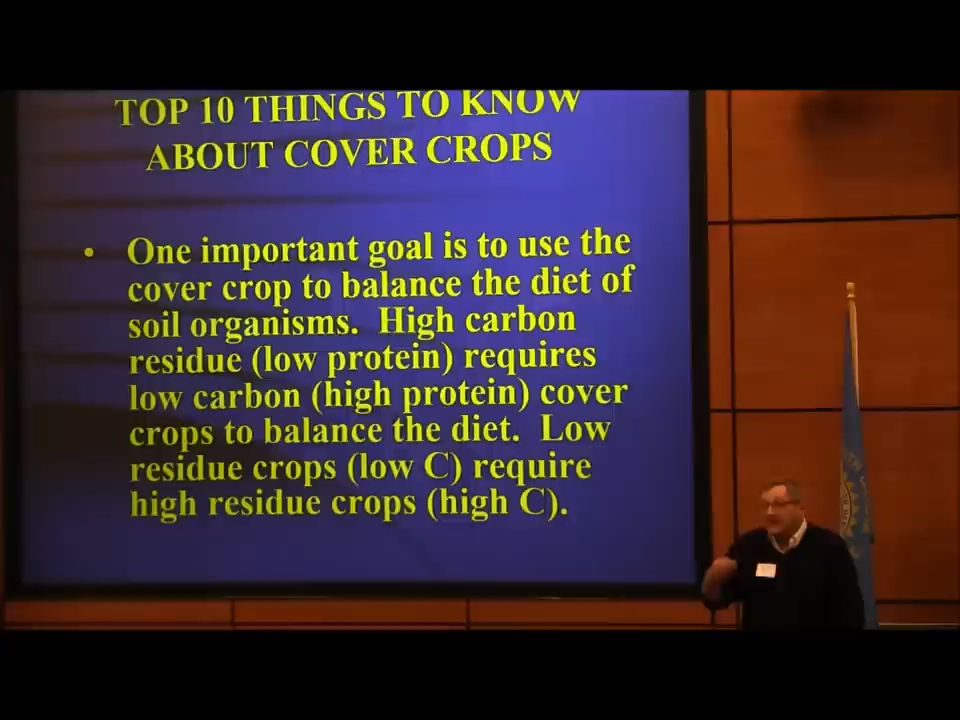 TOP 10 THINGS TO KNOW
ABOUT COVER CROPS
• One important goal is to use the
cover crop to balance the diet of
soil organisms.  High carbon
residue (low protein) requires
low carbon (high protein) cover
crops to balance the diet.  Low
residue crops (low C) require
high residue crops (high C).